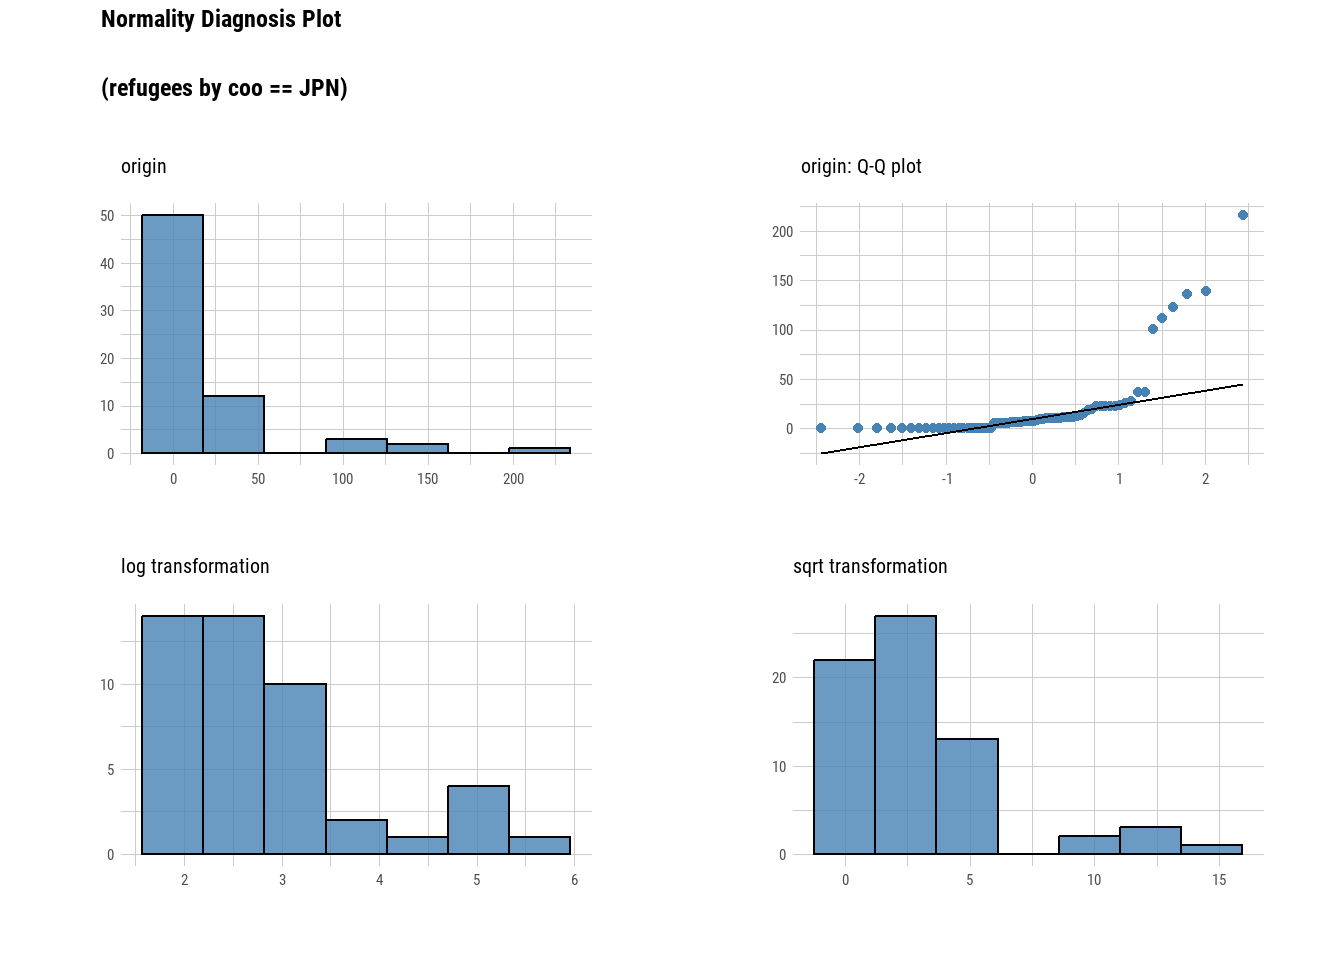 Normality Diagnosis Plot
(refugees by coo == JPN)
origin
50
40
30
20
10
0
0 50 100 150 200
origin: Q-Q plot
200
150
100
50
0
-2 -1 0 1 2
log transformation
10
5
0
2 3 4 5 6
sqrt transformation
20
10
0
0 5 10 15